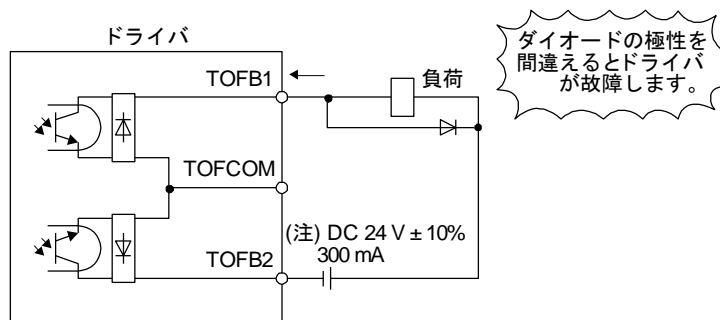 ドライバ
TOFB1
負荷
ダイオードの極性を
間違えるとドライバ
が故障します。
TOFCOM
(注) DC 24 V ± 10%
300 mA
TOFB2